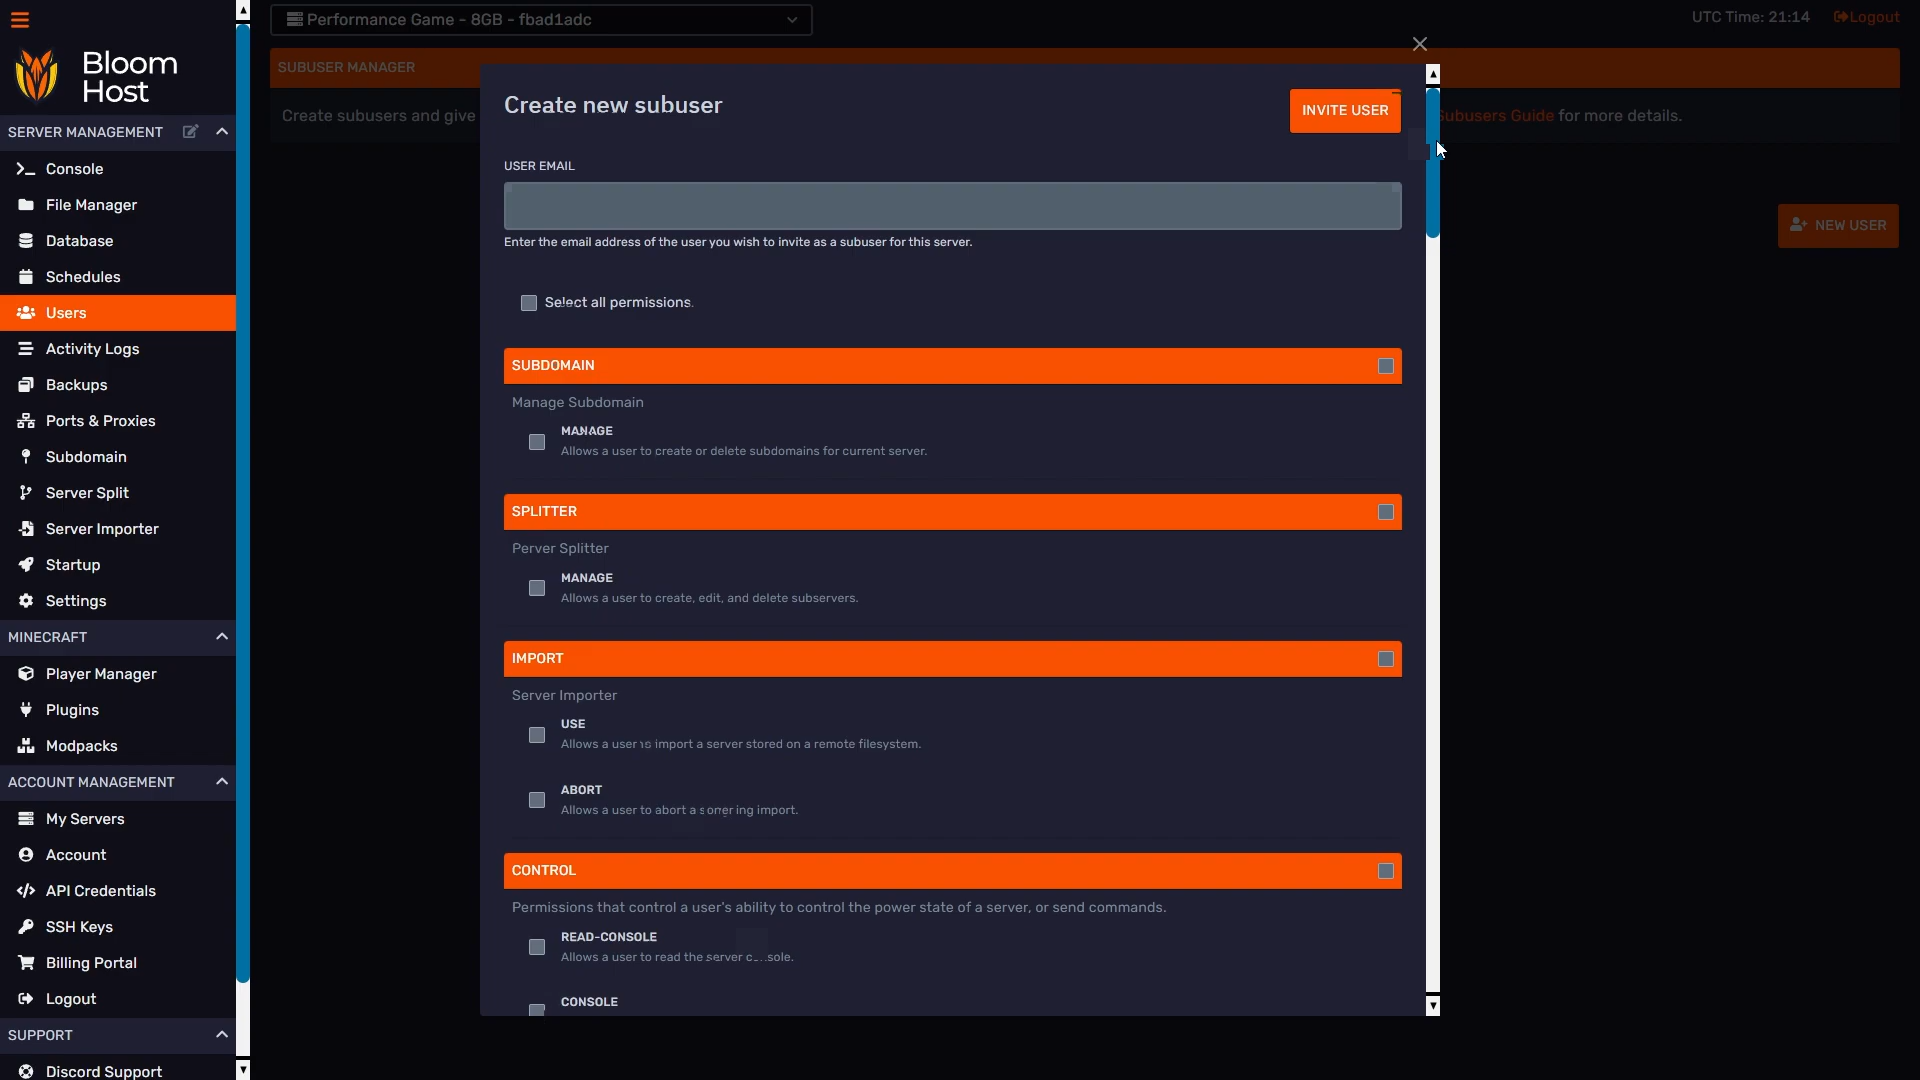 Performance Game - 8GB - fbad1adc
UTC Time: 21:14
Logout
Bloom
Host
SERVER MANAGEMENT
Console
File Manager
Database
Schedules
Users
Activity Logs
Backups
Ports & Proxies
Subdomain
Server Split
Server Importer
Startup
Settings
MINECRAFT
Player Manager
Plugins
Modpacks
ACCOUNT MANAGEMENT
My Servers
Account
API Credentials
SSH Keys
Billing Portal
Logout
SUPPORT
Discord Support
SUBUSER MANAGER
Create subusers and give
Subusers Guide for more details.
NEW USER
Create new subuser
INVITE USER
USER EMAIL
Enter the email address of the user you wish to invite as a subuser for this server.
Select all permissions.
SUBDOMAIN
Manage Subdomain
MANAGE
Allows a user to create or delete subdomains for current server.
SPLITTER
Perver Splitter
MANAGE
Allows a user to create, edit, and delete subservers.
IMPORT
Server Importer
USE
Allows a user import a server stored on a remote filesystem.
ABORT
Allows a user to abort a import.
CONTROL
Permissions that control a user's ability to control the power state of a server, or send commands.
READ-CONSOLE
Allows a user to read the server console.
CONSOLE